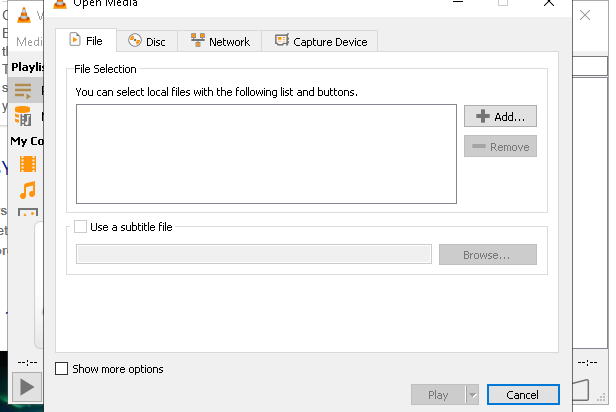 Open Media
Medi
File
Disc
Network
Capture Device
Playlis
File Selection
You can select local files with the following list and buttons.
Add...
Remove
My Co
Use a subtitle file
Browse...
--:--
--:--
Show more options
Play
Cancel